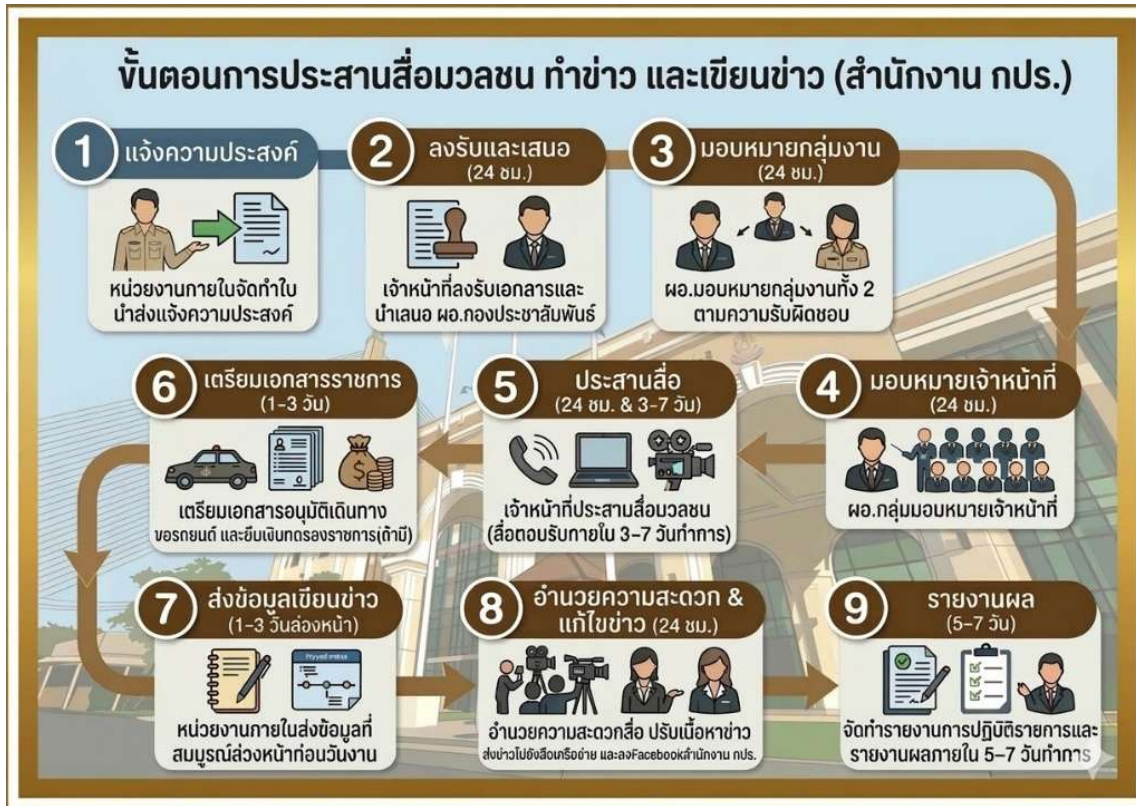 ขั้นตอนการประสานสื่อมวลชน ทำข่าว และเขียนข่าว (สำนักงาน กปร.)
1 แจ้งความประสงค์
หน่วยงานภายในจัดทำใบ
นำส่งแจ้งความประสงค์
2 ลงรับและเสนอ
(24 ชม.)
เจ้าหน้าที่ลงรับเอกลารและ
นำเลนอ ผอ.กองประชาลัมพันธ์
3 มอบหมายกลุ่มงาน
(24 ชม.)
ผอ.มอบหมายกลุ่มงานทั้ง 2
ตามความรับผิดชอบ
4 มอบหมายเจ้าหน้าที่
(24 ชม.)
ผอ.กลุ่มมอบหมายเจ้าหน้าที่
5 ประสานสื่อ
(24 ชม. & 3-7 วัน)
เจ้าหน้าที่ประสานสื่อมวลชน
(ลื่อตอบรับภายใน 3-7 วันทำการ)
6 เตรียมเอกสารราชการ
(1-3 วัน)
เตรียมเอกสารอนุมัติเดินทาง
ขอรถยนต์ และยืมเงินทดรองราชการ(ถ้ามี)
7 ส่งข้อมูลเขียนข่าว
(1-3 วันล่องหน้า)
หน่วยงานภายในส่งข้อมูลที่
สมบูรณ์ล่วงหน้าท่อนวันงาน
8 อำนวยความสะดวก &
แก้ไขข่าว (24 ชม.)
อำนวยความสะดวกสื่อ ปรับเนื้อหาข่าว
ส่งข่าวไปยังสื่อเครือข่าย และลงFacebookสำนักงาน กปร.
9 รายงานผล
(5-7 วัน)
จัดทำรายงานการปฏิบัติราชการและ
รายงานผลภายใน 5-7 วันทำการ